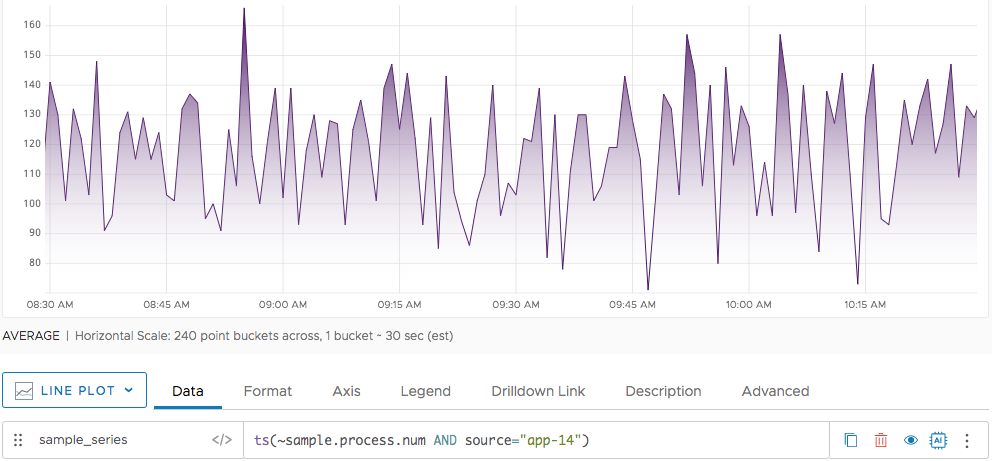 160
150
140
130
120
110
100
90
80
08:30 AM 08:45 AM 09:00 AM 09:15 AM 09:30 AM 09:45 AM 10:00 AM 10:15 AM
AVERAGE | Horizontal Scale: 240 point buckets across, 1 bucket ~ 30 sec (est)
LINE PLOT Data Format Axis Legend Drilldown Link Description Advanced
sample_series </> ts(~sample.process.num AND source="app-14") AI